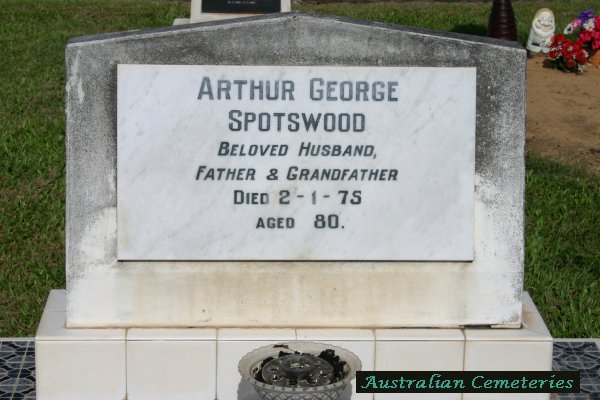 ARTHUR GEORGE
SPOTSWOOD
BELOVED HUSBAND,
FATHER & GRANDFATHER
DIED 2-1-75
AGED 80.
Australian Cemeteries